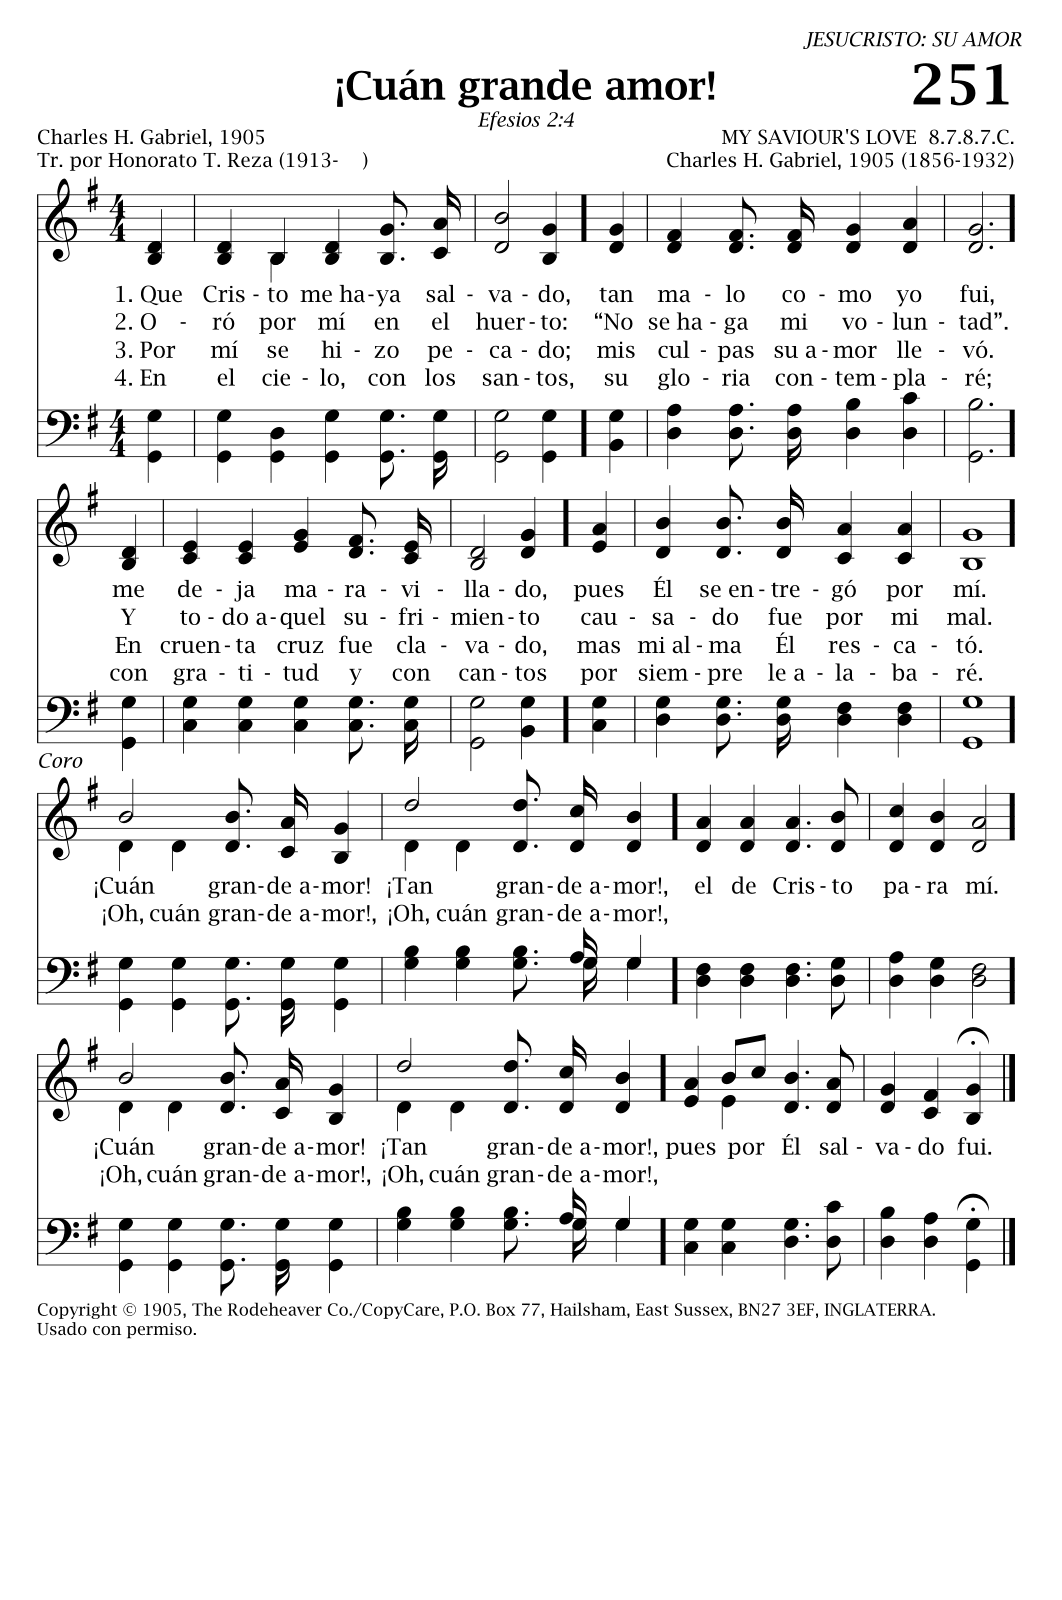 JESUCRISTO: SU AMOR
¡Cuán grande amor! 251
Efesios 2:4
Charles H. Gabriel, 1905 MY SAVIOUR'S LOVE 8.7.8.7.C.
Tr. por Honorato T. Reza (1913- ) Charles H. Gabriel, 1905 (1856-1932)
1. Que Cris - to me ha - ya sal - va - do, tan ma - lo co - mo yo fui,
2. O - ró por mí en el huer - to: “No se ha - ga mi vo - lun - tad”.
3. Por mí se hi - zo pe - ca - do; mis cul - pas su a - mor lle - vó.
4. En el cie - lo, con los san - tos, su glo - ria con - tem - pla - ré;
me de - ja ma - ra - vi - lla - do, pues Él se en - tre - gó por mí.
Y to - do a - quel su - fri - mien - to cau - sa - do fue por mi mal.
En cruen - ta cruz fue cla - va - do, mas mi al - ma Él res - ca - tó.
con gra - ti - tud y con can - tos por siem - pre le a - la - ba - ré.
Coro
¡Cuán gran - de a - mor! ¡Tan gran - de a - mor!, el de Cris - to pa - ra mí.
¡Oh, cuán gran - de a - mor!, ¡Oh, cuán gran - de a - mor!,
¡Cuán gran - de a - mor! ¡Tan gran - de a - mor!, pues por Él sal - va - do fui.
¡Oh, cuán gran - de a - mor!, ¡Oh, cuán gran - de a - mor!,
Copyright © 1905, The Rodeheaver Co./CopyCare, P.O. Box 77, Hailsham, East Sussex, BN27 3EF, INGLATERRA.
Usado con permiso.